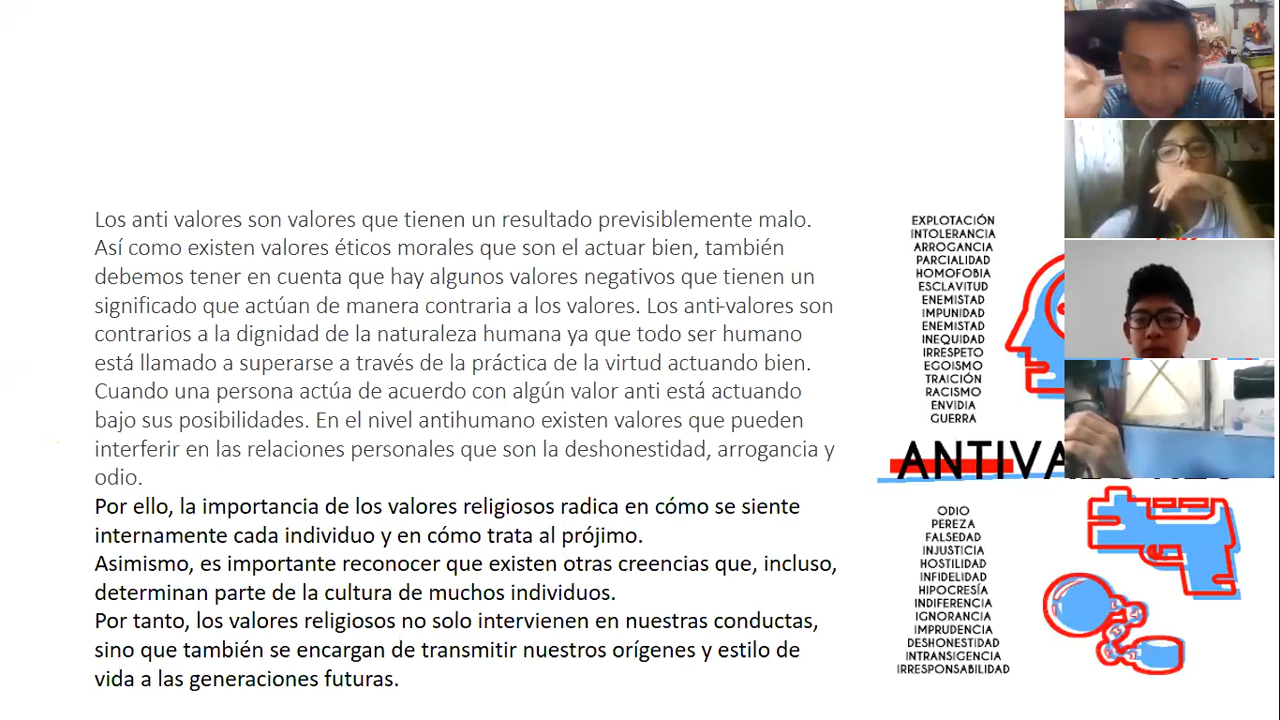 Los anti valores son valores que tienen un resultado previsiblemente malo.
Así como existen valores éticos morales que son el actuar bien, también
debemos tener en cuenta que hay algunos valores negativos que tienen un
significado que actúan de manera contraria a los valores. Los anti-valores son
contrarios a la dignidad de la naturaleza humana ya que todo ser humano
está llamado a superarse a través de la práctica de la virtud actuando bien.
Cuando una persona actúa de acuerdo con algún valor anti está actuando
bajo sus posibilidades. En el nivel antihumano existen valores que pueden
interferir en las relaciones personales que son la deshonestidad, arrogancia y
odio.
Por ello, la importancia de los valores religiosos radica en cómo se siente
internamente cada individuo y en cómo trata al prójimo.
Asimismo, es importante reconocer que existen otras creencias que, incluso,
determinan parte de la cultura de muchos individuos.
Por tanto, los valores religiosos no solo intervienen en nuestras conductas,
sino que también se encargan de transmitir nuestros orígenes y estilo de
vida a las generaciones futuras.
EXPLOTACIÓN
INTOLERANCIA
ARROGANCIA
PARCIALIDAD
HOMOFOBIA
ESCLAVITUD
ENEMISTAD
IMPUNIDAD
ENEMISTAD
INEQUIDAD
IRRESPETO
EGOISMO
TRAICIÓN
RACISMO
ENVIDIA
GUERRA
ODIO
PEREZA
FALSEDAD
INJUSTICIA
HOSTILIDAD
INFIDELIDAD
HIPOCRESÍA
INDIFERENCIA
IGNORANCIA
IMPRUDENCIA
DESHONESTIDAD
INTRANSIGENCIA
IRRESPONSABILIDAD